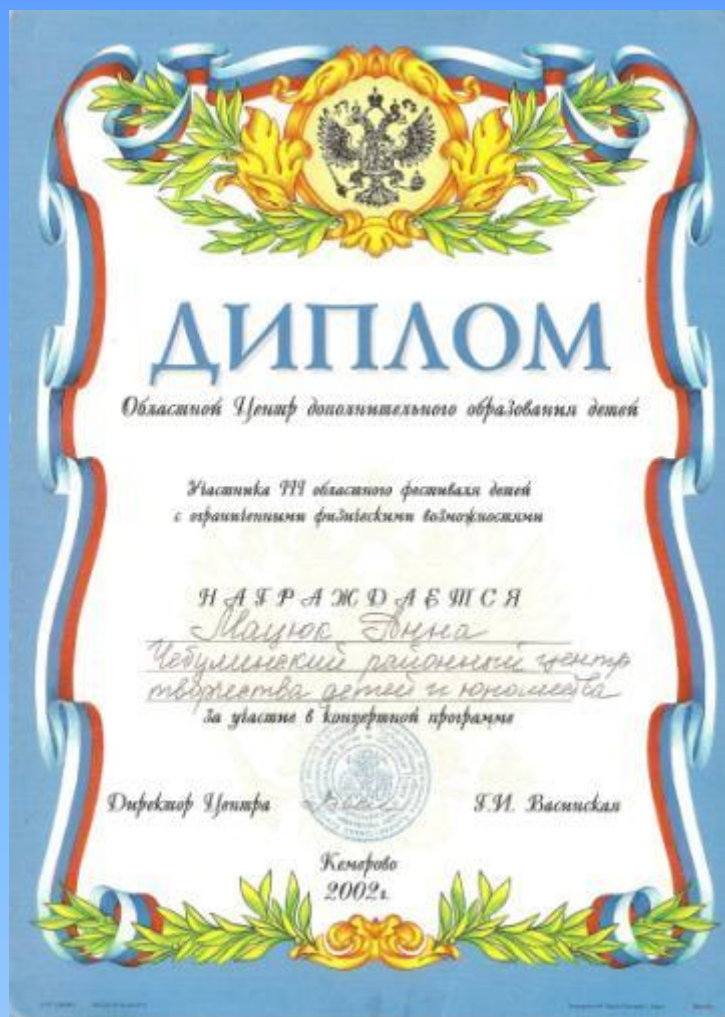 ДИПЛОМ
Областной Центр дополнительного образования детей
Участника III областного фестиваля детей
с ограниченными физическими возможностями
НАГРАЖДАЕТСЯ
Мацюк Анна
Чебулинский районный центр
творчества детей и юношества
за участие в концертной программе
Директор Центра Г.И. Васинская
Кемерово
2002г.